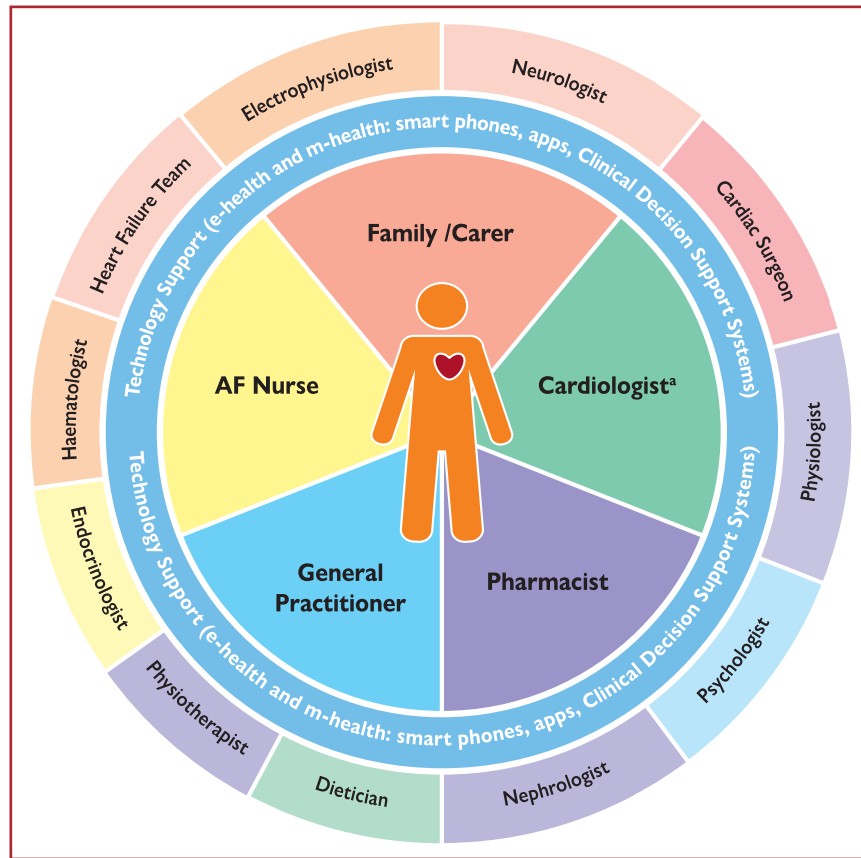 Electrophysiologist
Neurologist
Cardiac Surgeon
Physiologist
Psychologist
Nephrologist
Dietician
Physiotherapist
Endocrinologist
Haematologist
Heart Failure Team
Technology Support (e-health and m-health: smart phones, apps, Clinical Decision Support Systems)
Technology Support (e-health and m-health: smart phones, apps, Clinical Decision Support Systems)
Family /Carer
AF Nurse
Cardiologistᵃ
General
Practitioner
Pharmacist